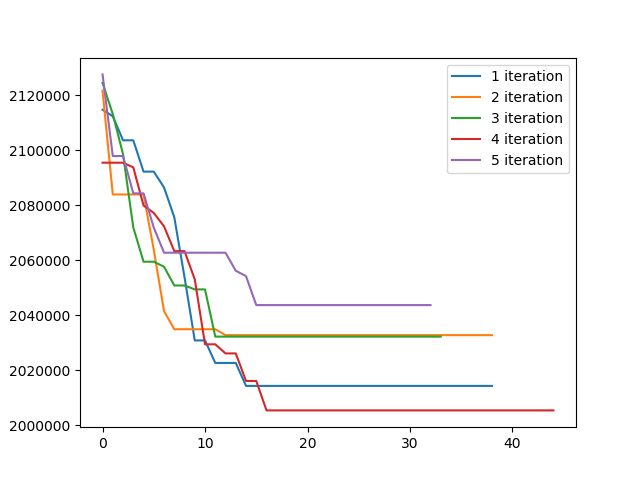 2120000
2100000
2080000
2060000
2040000
2020000
2000000
0 10 20 30 40
1 iteration
2 iteration
3 iteration
4 iteration
5 iteration